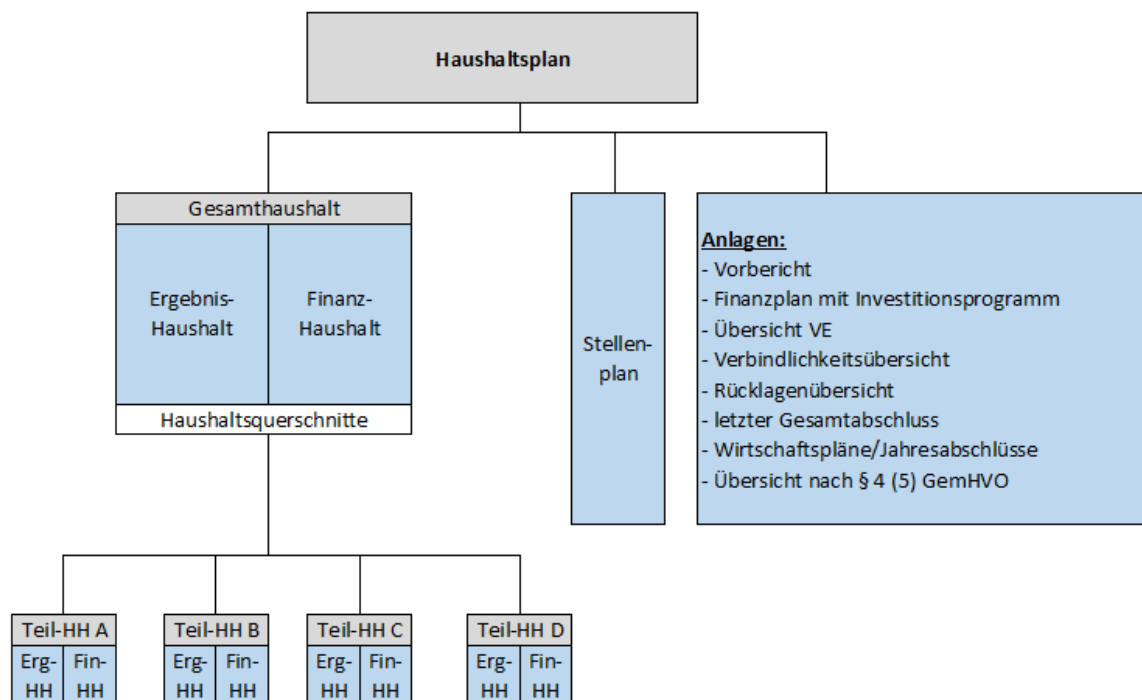 Haushaltsplan
Gesamthaushalt
Ergebnis-
Haushalt
Finanz-
Haushalt
Haushaltsquerschnitte
Stellen-
plan
Anlagen:
- Vorbericht
- Finanzplan mit Investitionsprogramm
- Übersicht VE
- Verbindlichkeitsübersicht
- Rücklagenübersicht
- letzter Gesamtabschluss
- Wirtschaftspläne/Jahresabschlüsse
- Übersicht nach § 4 (5) GemHVO
Teil-HH A
Erg-
HH
Fin-
HH
Teil-HH B
Erg-
HH
Fin-
HH
Teil-HH C
Erg-
HH
Fin-
HH
Teil-HH D
Erg-
HH
Fin-
HH